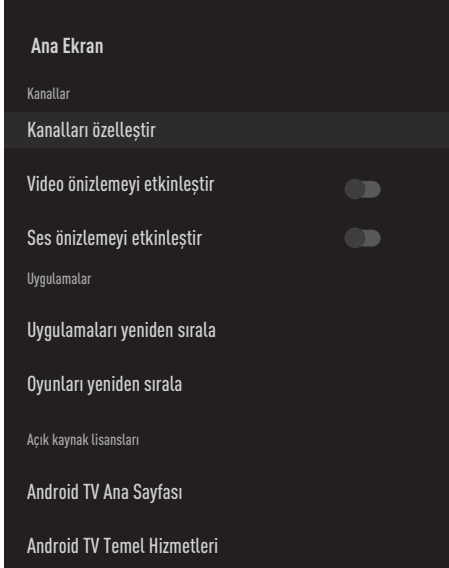 Ana Ekran
Kanallar
Kanalları özelleştir
Video önizlemeyi etkinleştir
Ses önizlemeyi etkinleştir
Uygulamalar
Uygulamaları yeniden sırala
Oyunları yeniden sırala
Açık kaynak lisansları
Android TV Ana Sayfası
Android TV Temel Hizmetleri